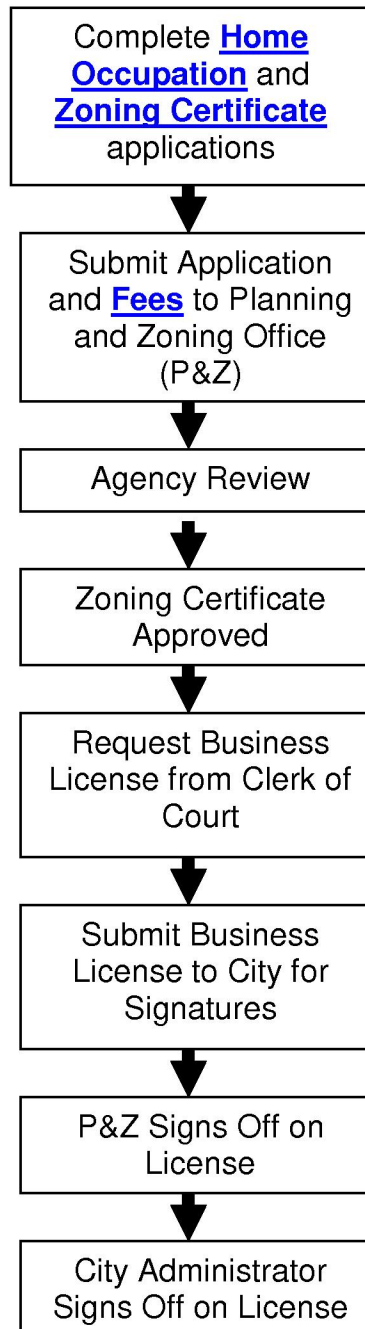 Complete Home
Occupation and
Zoning Certificate
applications
Submit Application
and Fees to Planning
and Zoning Office
(P&Z)
Agency Review
Zoning Certificate
Approved
Request Business
License from Clerk of
Court
Submit Business
License to City for
Signatures
P&Z Signs Off on
License
City Administrator
Signs Off on License